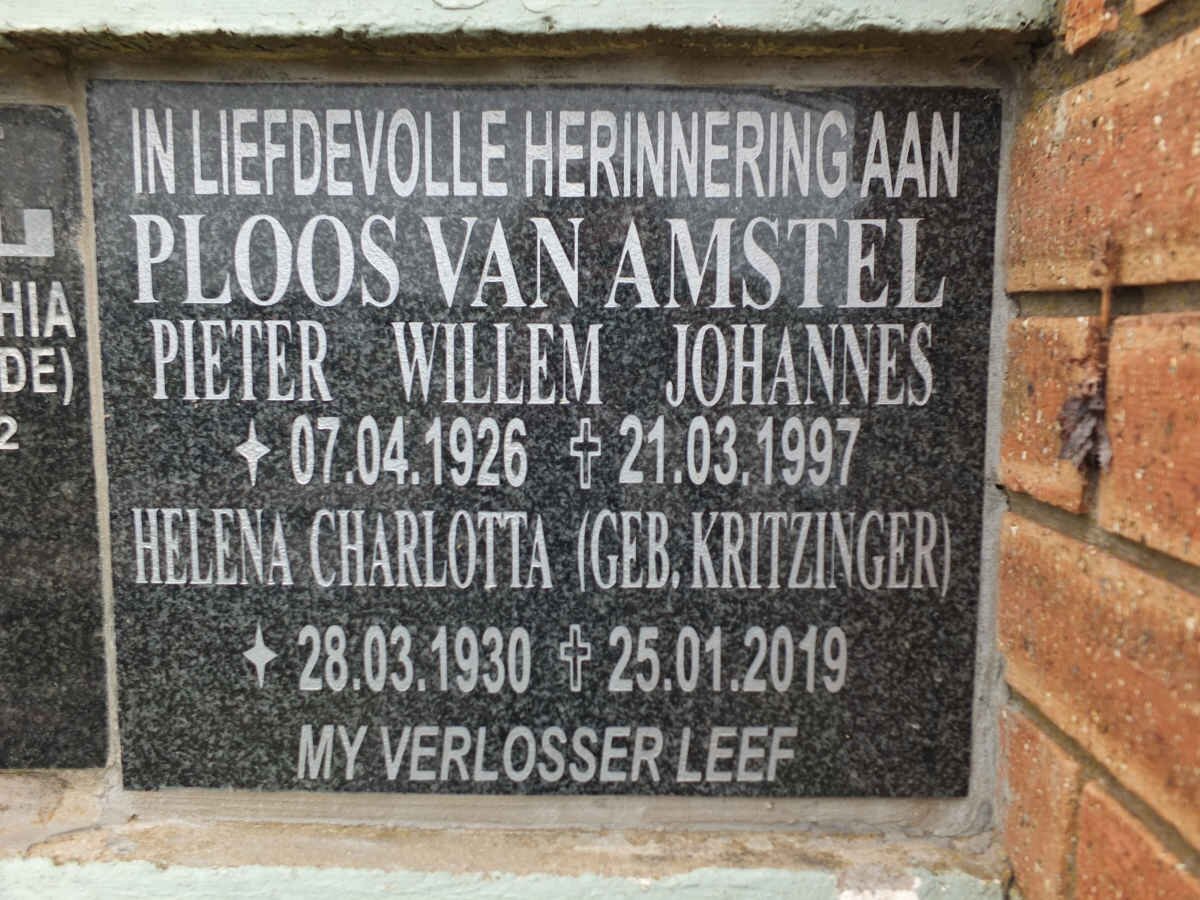 IN LIEFDEVOLLE HERINNERING AAN
PLOOS VAN AMSTEL
PIETER WILLEM JOHANNES
✧ 07.04.1926 ✝ 21.03.1997
HELENA CHARLOTTA (GEB. KRITZINGER)
✧ 28.03.1930 ✝ 25.01.2019
MY VERLOSSER LEEF